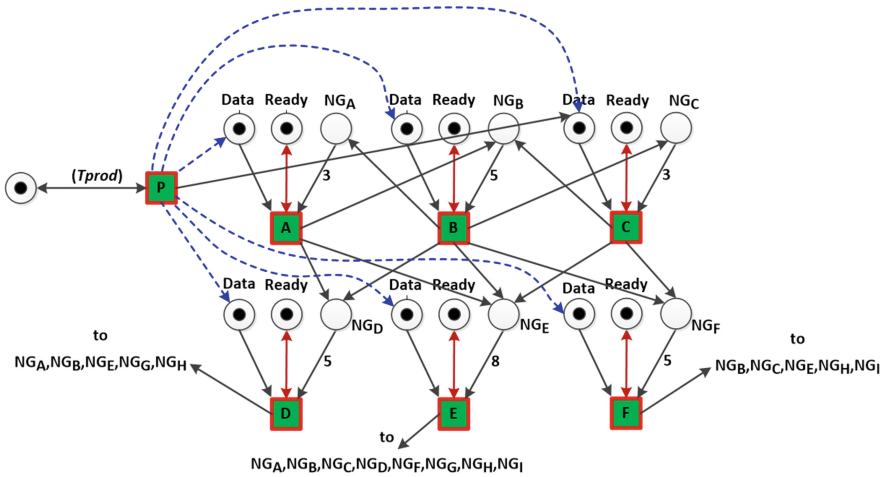 Data Ready NGA Data Ready NGB Data Ready NGC
(Tprod)
P
3 5 3
A B C
Data Ready NGD Data Ready NGE Data Ready NGF
to
NGA,NGB,NGE,NGG,NGH
to
NGB,NGC,NGE,NGH,NGI
5 8 5
D E F
to
NGA,NGB,NGC,NGD,NGF,NGG,NGH,NGI